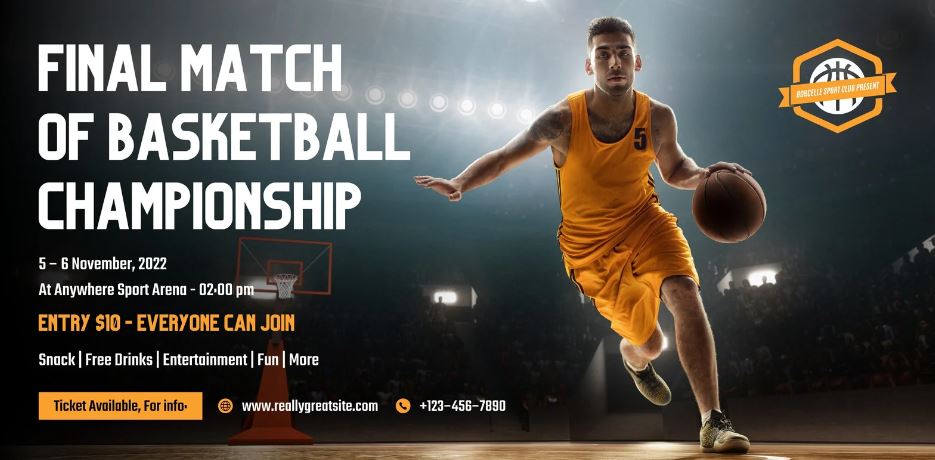 FINAL MATCH
OF BASKETBALL
CHAMPIONSHIP
5 – 6 November, 2022
At Anywhere Sport Arena - 02:00 pm
ENTRY $10 - EVERYONE CAN JOIN
Snack | Free Drinks | Entertainment | Fun | More
Ticket Available, For info:
www.reallygreatsite.com
+123-456-7890
BORCELLE SPORT CLUB PRESENT
5